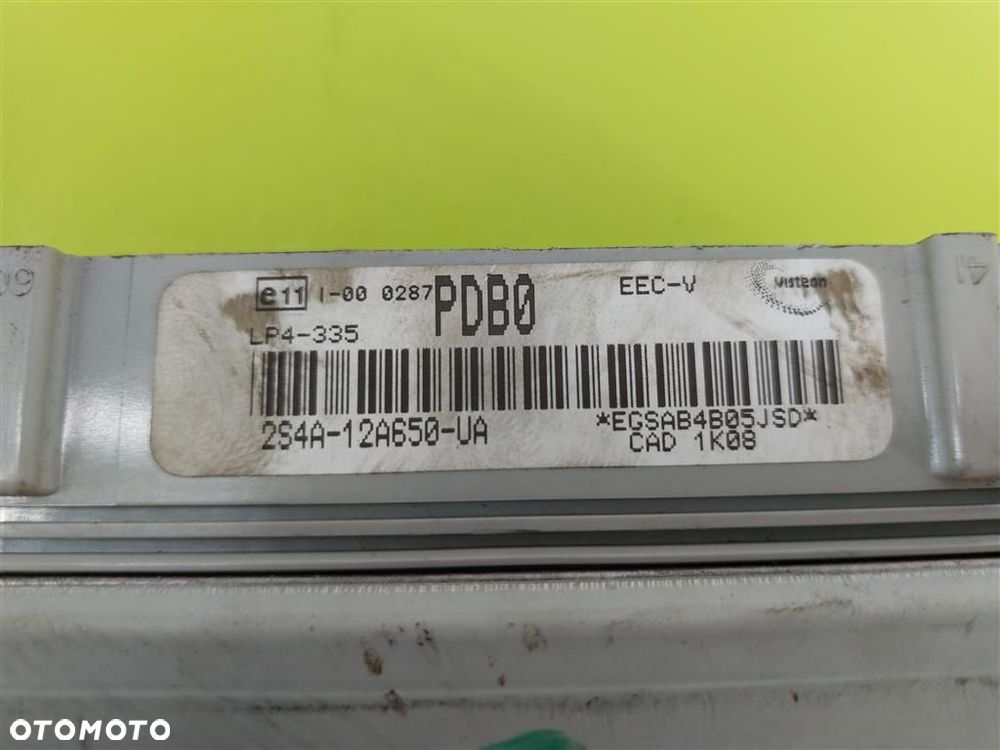 e11 I-00 0287 PDB0 EEC-V Visteon
LP4-335
2S4A-12A650-UA *EGSAB4B05JSD*
CAD 1K08
41
OTOMOTO